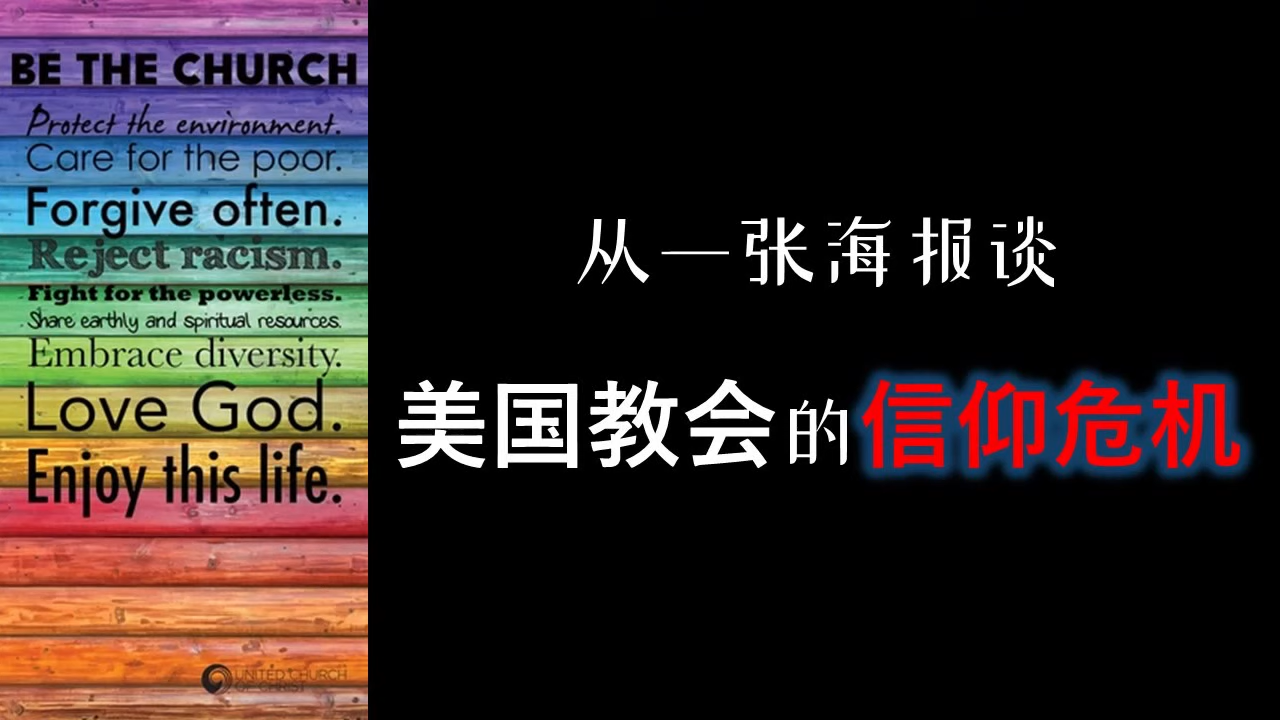 BE THE CHURCH
Protect the environment.
Care for the poor.
Forgive often.
Reject racism.
Fight for the powerless.
Share earthly and spiritual resources.
Embrace diversity.
Love God.
Enjoy this life.
UNITED CHURCH
OF CHRIST
从一张海报谈
美国教会的信仰危机